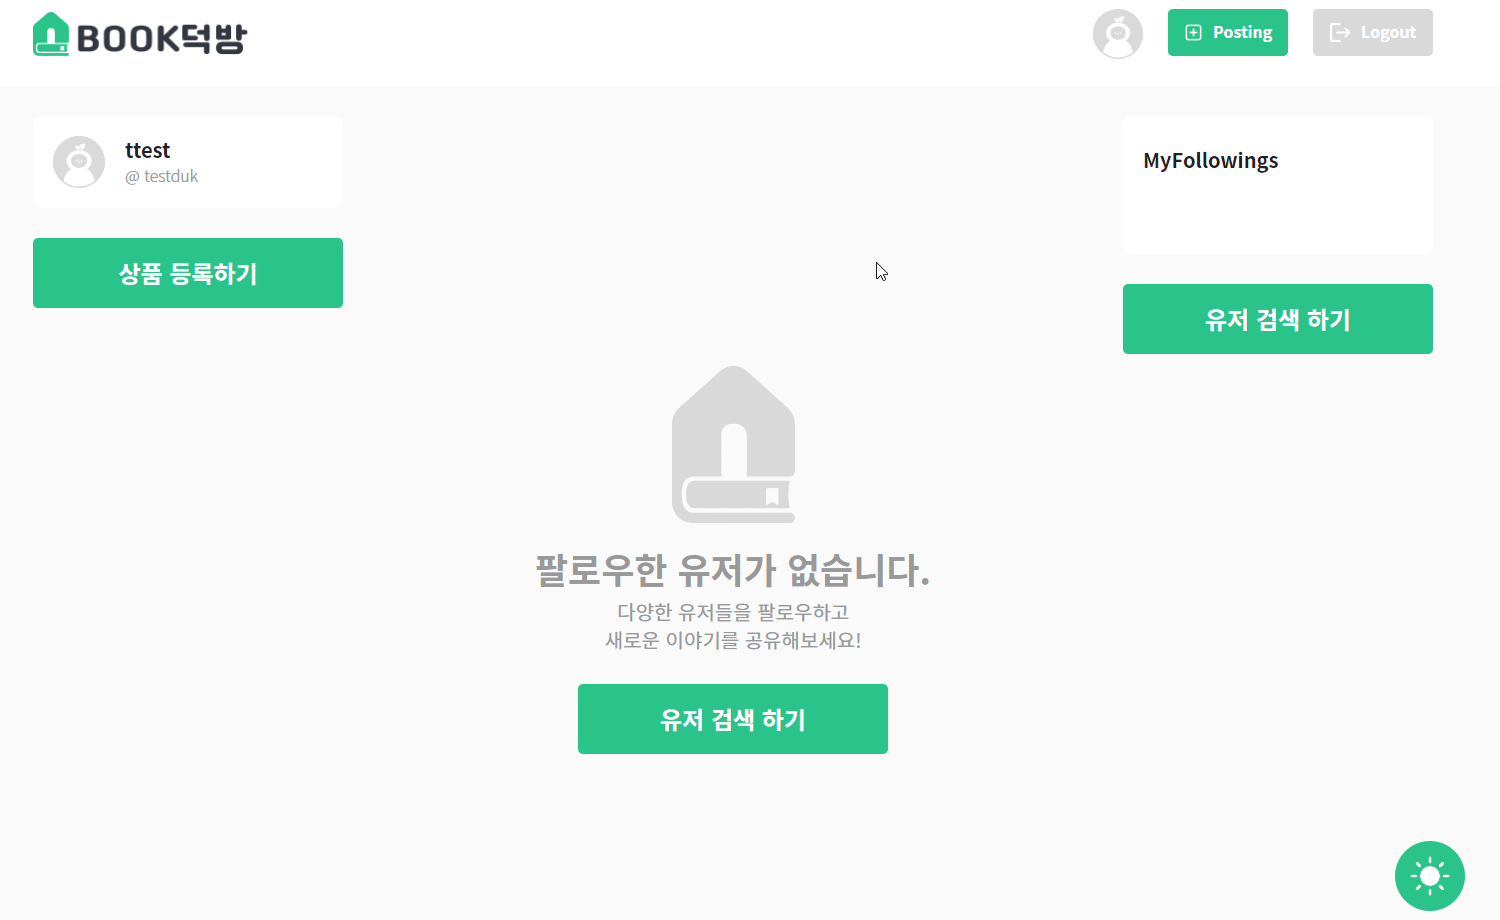 BOOK덕방
Posting
Logout
ttest
@ testduk
상품 등록하기
MyFollowings
유저 검색 하기
팔로우한 유저가 없습니다.
다양한 유저들을 팔로우하고
새로운 이야기를 공유해보세요!
유저 검색 하기